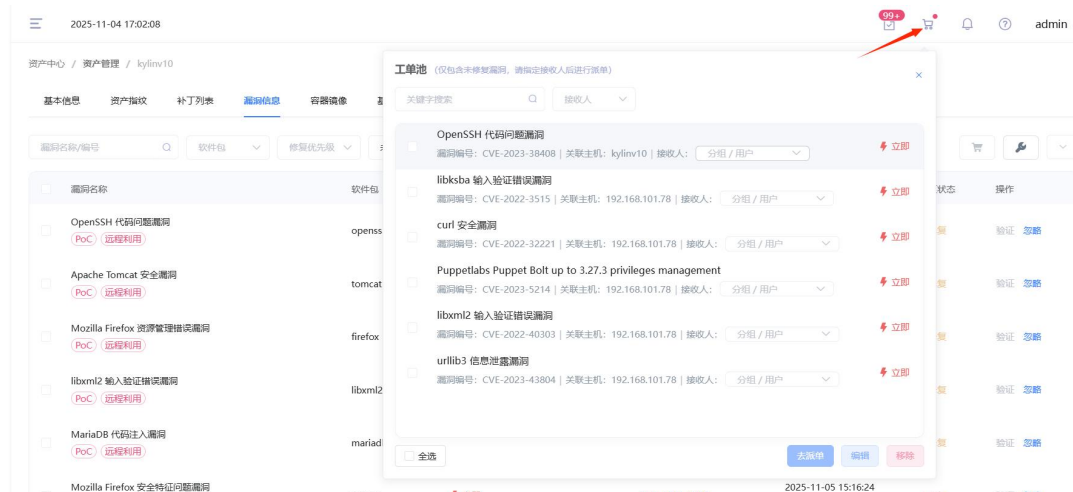 2025-11-04 17:02:08
99+
admin
资产中心 / 资产管理 / kylinv10
基本信息 资产指纹 补丁列表 漏洞信息 容器镜像
漏洞名称/编号 软件包 修复优先级
漏洞名称 软件包 状态 操作
OpenSSH 代码问题漏洞
PoC 远程利用 openss 复 验证 忽略
Apache Tomcat 安全漏洞
PoC 远程利用 tomcat 复 验证 忽略
Mozilla Firefox 资源管理错误漏洞
PoC 远程利用 firefox 复 验证 忽略
libxml2 输入验证错误漏洞
PoC 远程利用 libxml2 复 验证 忽略
MariaDB 代码注入漏洞
PoC 远程利用 mariad 复 验证 忽略
Mozilla Firefox 安全特征问题漏洞 2025-11-05 15:16:24
工单池 (仅包含未修复漏洞，请指定接收人后进行派单)
关键字搜索 接收人
OpenSSH 代码问题漏洞
漏洞编号：CVE-2023-38408 | 关联主机：kylinv10 | 接收人： 分组 / 用户 立即
libksba 输入验证错误漏洞
漏洞编号：CVE-2022-3515 | 关联主机：192.168.101.78 | 接收人： 分组 / 用户 立即
curl 安全漏洞
漏洞编号：CVE-2022-32221 | 关联主机：192.168.101.78 | 接收人： 分组 / 用户 立即
Puppetlabs Puppet Bolt up to 3.27.3 privileges management
漏洞编号：CVE-2023-5214 | 关联主机：192.168.101.78 | 接收人： 分组 / 用户 立即
libxml2 输入验证错误漏洞
漏洞编号：CVE-2022-40303 | 关联主机：192.168.101.78 | 接收人： 分组 / 用户 立即
urllib3 信息泄露漏洞
漏洞编号：CVE-2023-43804 | 关联主机：192.168.101.78 | 接收人： 分组 / 用户 立即
全选 去派单 编辑 移除